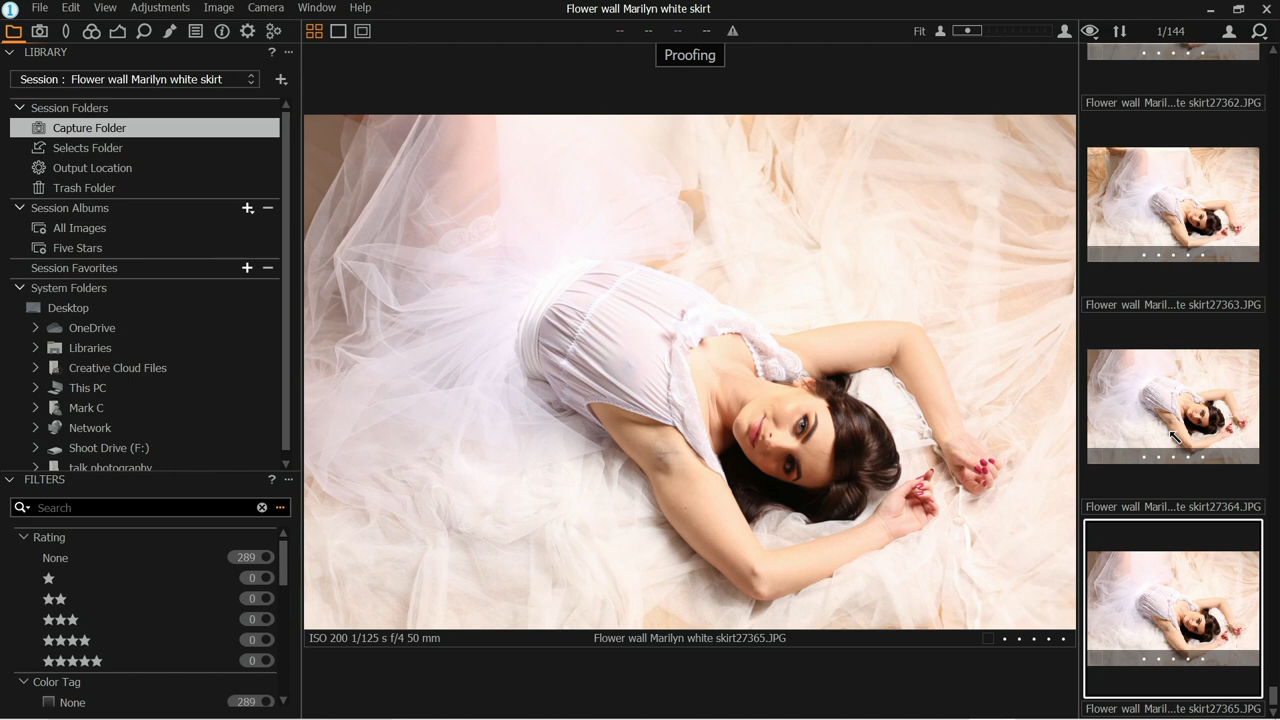 1 File Edit View Adjustments Image Camera Window Help Flower wall Marilyn white skirt
-- -- -- -- Fit 1/144
LIBRARY ?
Session : Flower wall Marilyn white skirt
Session Folders
Capture Folder
Selects Folder
Output Location
Trash Folder
Session Albums
All Images
Five Stars
Session Favorites
System Folders
Desktop
OneDrive
Libraries
Creative Cloud Files
This PC
Mark C
Network
Shoot Drive (F:)
talk photography
FILTERS ?
Search
Rating
None 289
0
0
0
0
0
Color Tag
None 289
Proofing
ISO 200 1/125 s f/4 50 mm Flower wall Marilyn white skirt27365.JPG
Flower wall Maril...te skirt27362.JPG
Flower wall Maril...te skirt27363.JPG
Flower wall Maril...te skirt27364.JPG
Flower wall Maril...te skirt27365.JPG